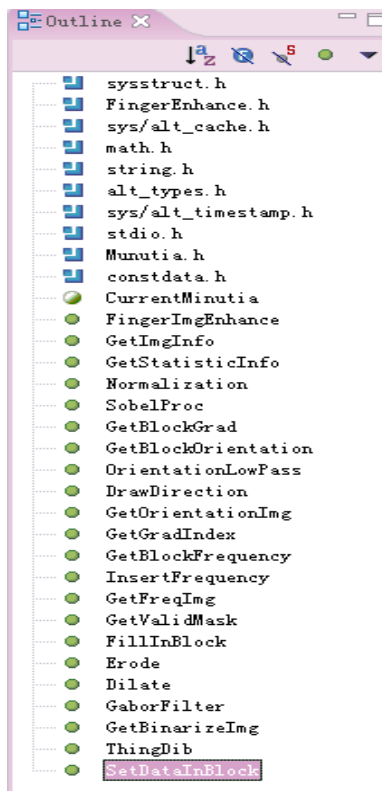 Outline
sysstruct.h
FingerEnhance.h
sys/alt_cache.h
math.h
string.h
alt_types.h
sys/alt_timestamp.h
stdio.h
Munutia.h
constdata.h
CurrentMinutia
FingerImgEnhance
GetImgInfo
GetStatisticInfo
Normalization
SobelProc
GetBlockGrad
GetBlockOrientation
OrientationLowPass
DrawDirection
GetOrientationImg
GetGradIndex
GetBlockFrequency
InsertFrequency
GetFreqImg
GetValidMask
FillInBlock
Erode
Dilate
GaborFilter
GetBinarizeImg
ThingDib
SetDataInBlock